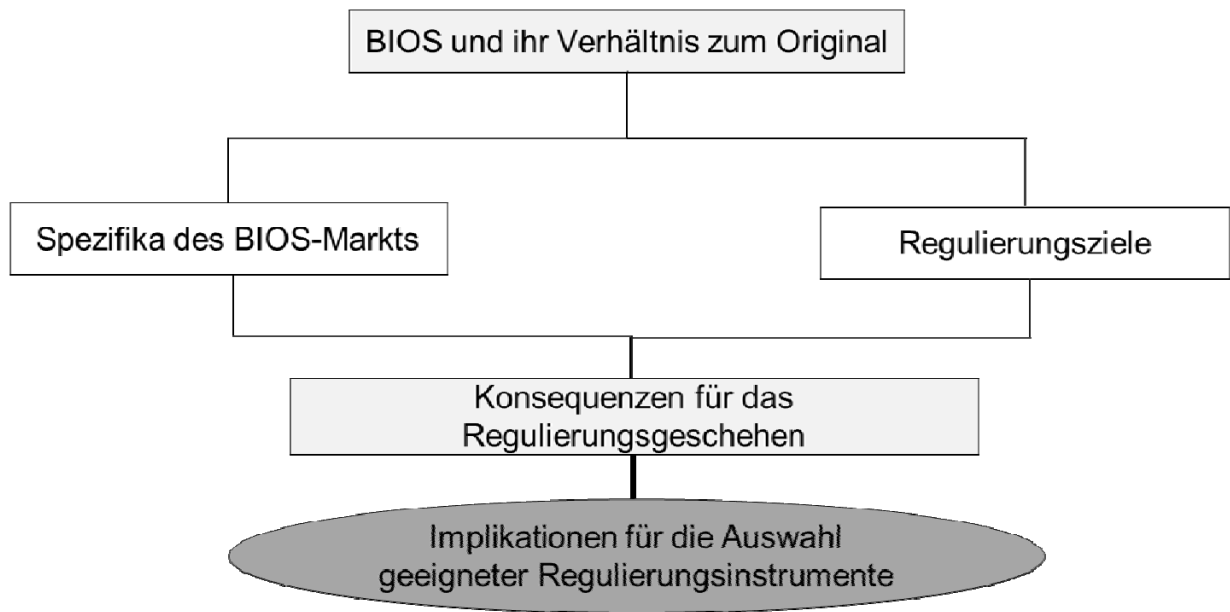 BIOS und ihr Verhältnis zum Original
Spezifika des BIOS-Markts
Regulierungsziele
Konsequenzen für das
Regulierungsgeschehen
Implikationen für die Auswahl
geeigneter Regulierungsinstrumente